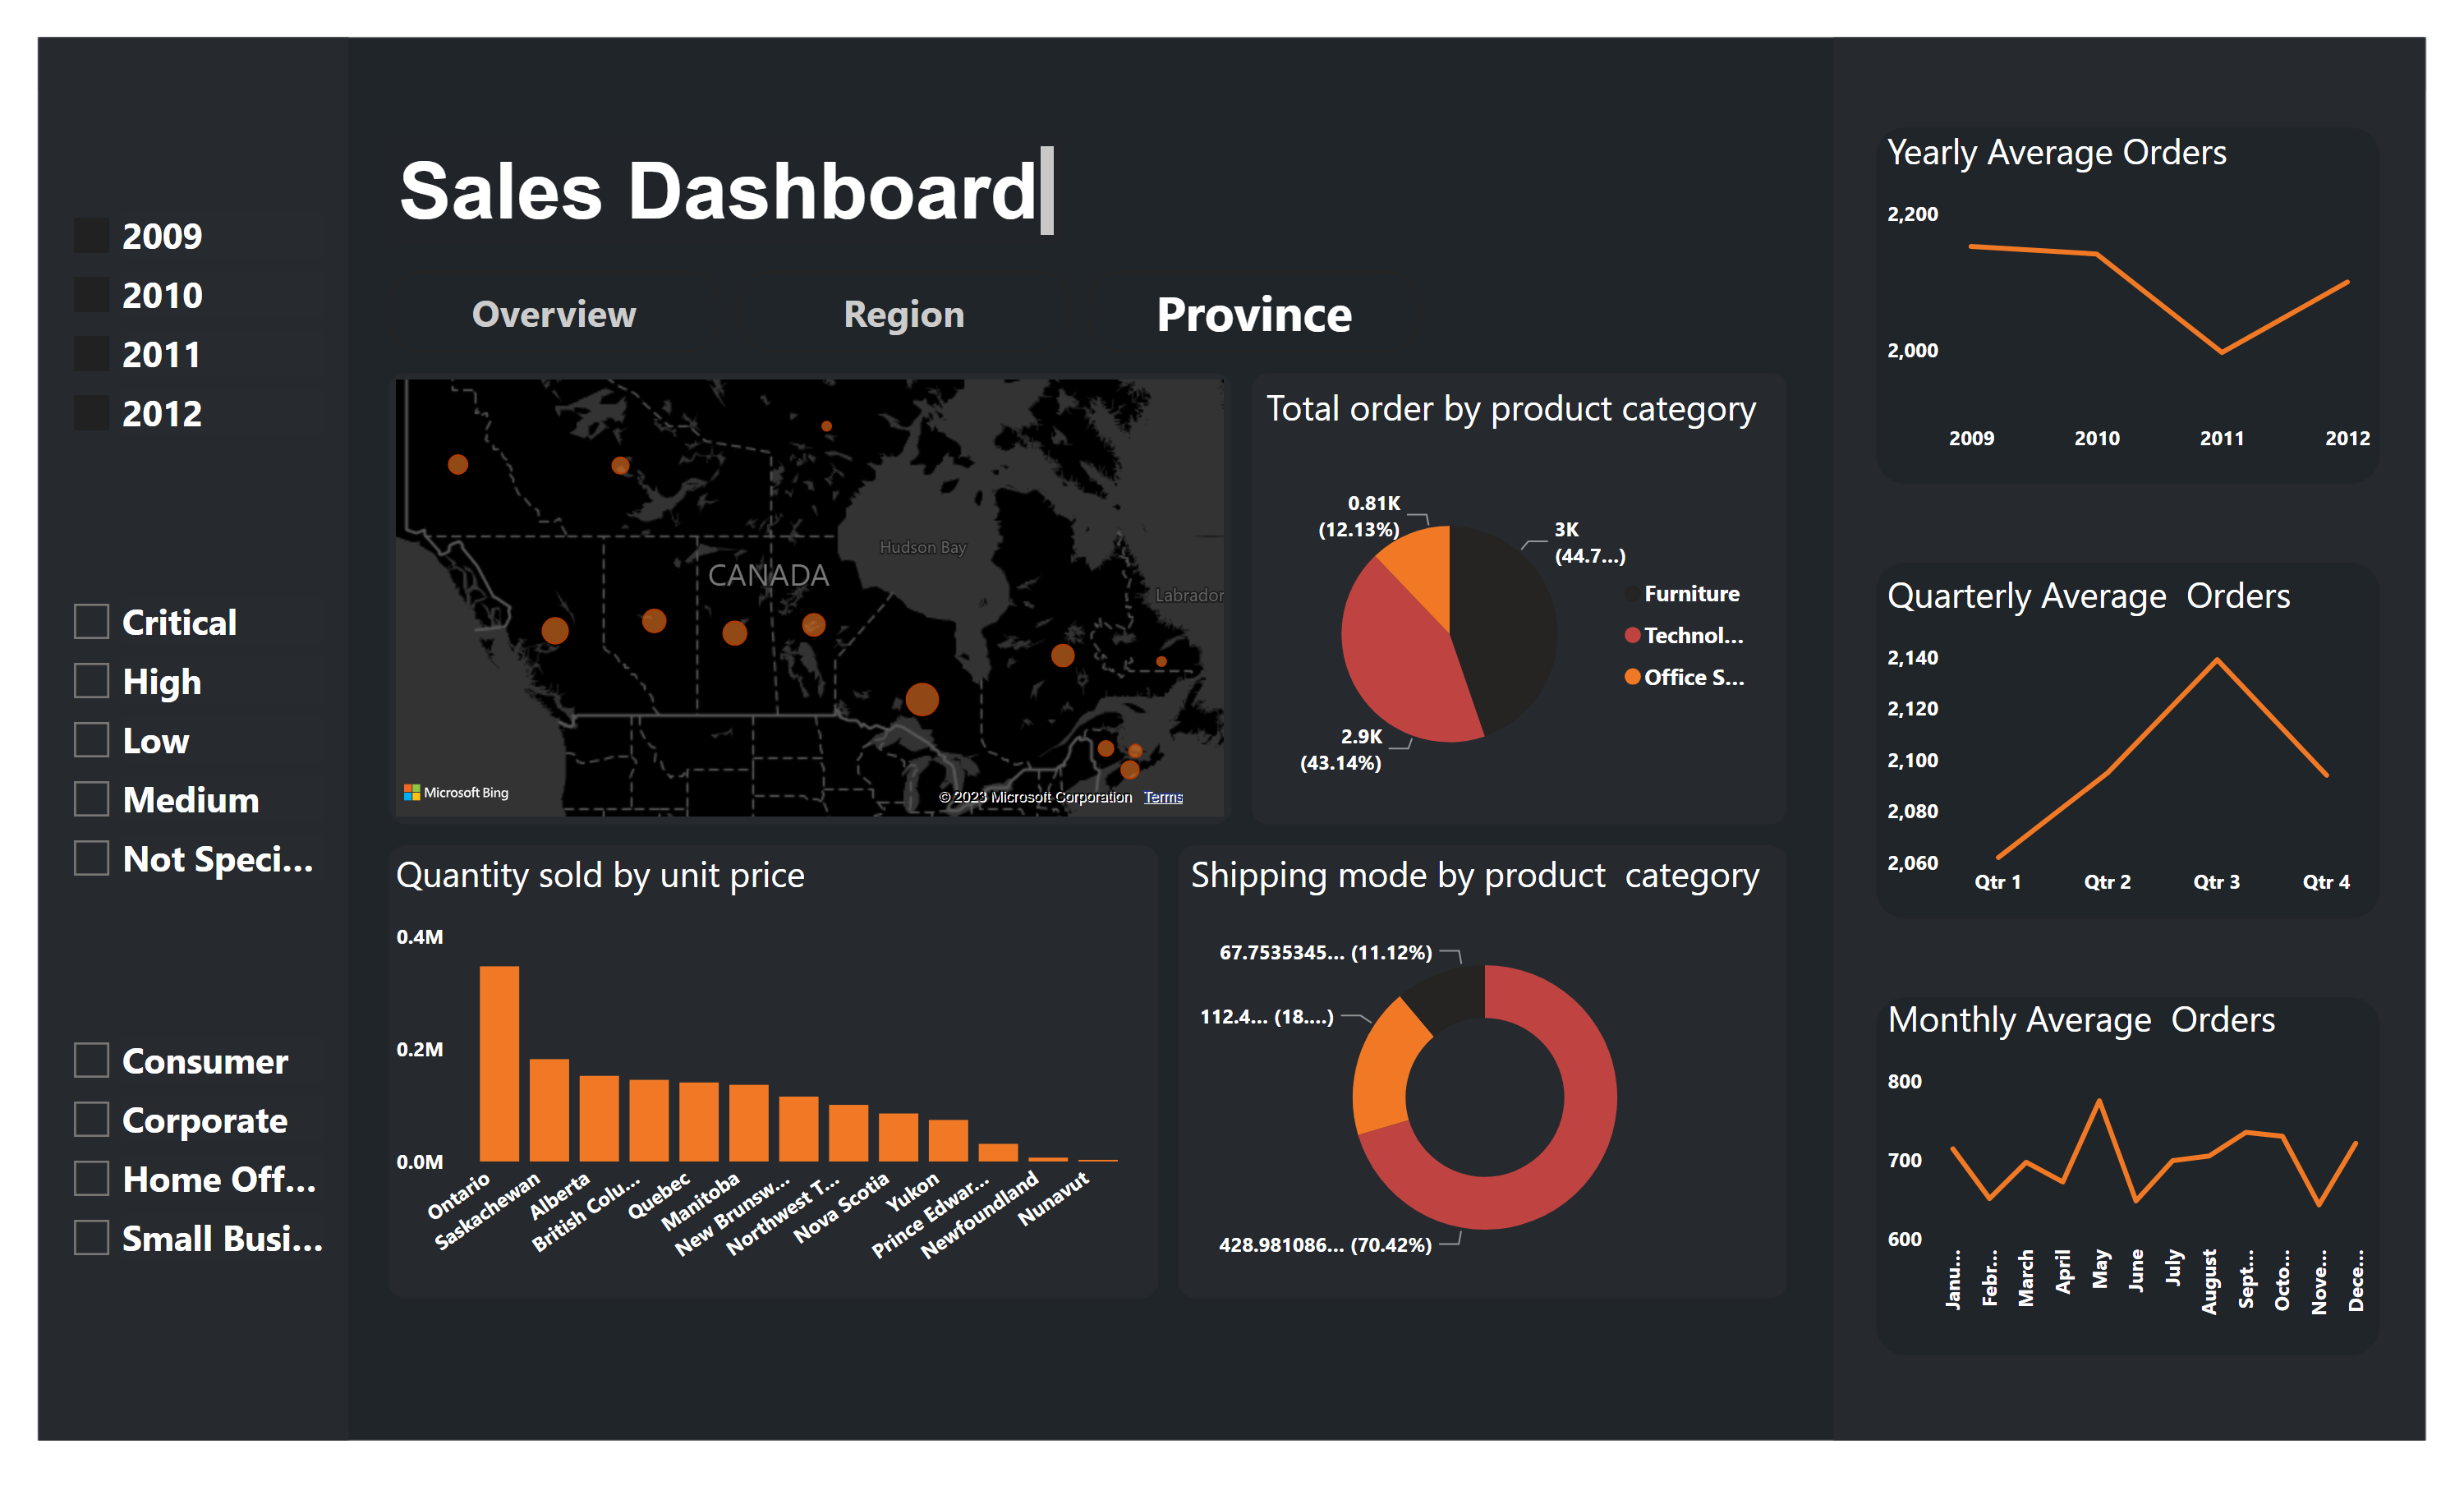 Sales Dashboard
Overview
Region
Province
2009
2010
2011
2012
Critical
High
Low
Medium
Not Speci...
Consumer
Corporate
Home Off...
Small Busi...
Hudson Bay
CANADA
Labrador
Microsoft Bing
© 2023 Microsoft Corporation Terms
Total order by product category
0.81K
(12.13%)
3K
(44.7...)
2.9K
(43.14%)
Furniture
Technol...
Office S...
Quantity sold by unit price
0.4M
0.2M
0.0M
Ontario
Saskachewan
Alberta
British Colu...
Quebec
Manitoba
New Brunsw...
Northwest T...
Nova Scotia
Yukon
Prince Edwar...
Newfoundland
Nunavut
Shipping mode by product  category
67.7535345... (11.12%)
112.4... (18....)
428.981086... (70.42%)
Yearly Average Orders
2,200
2,000
2009
2010
2011
2012
Quarterly Average  Orders
2,140
2,120
2,100
2,080
2,060
Qtr 1
Qtr 2
Qtr 3
Qtr 4
Monthly Average  Orders
800
700
600
Janu...
Febr...
March
April
May
June
July
August
Sept...
Octo...
Nove...
Dece...